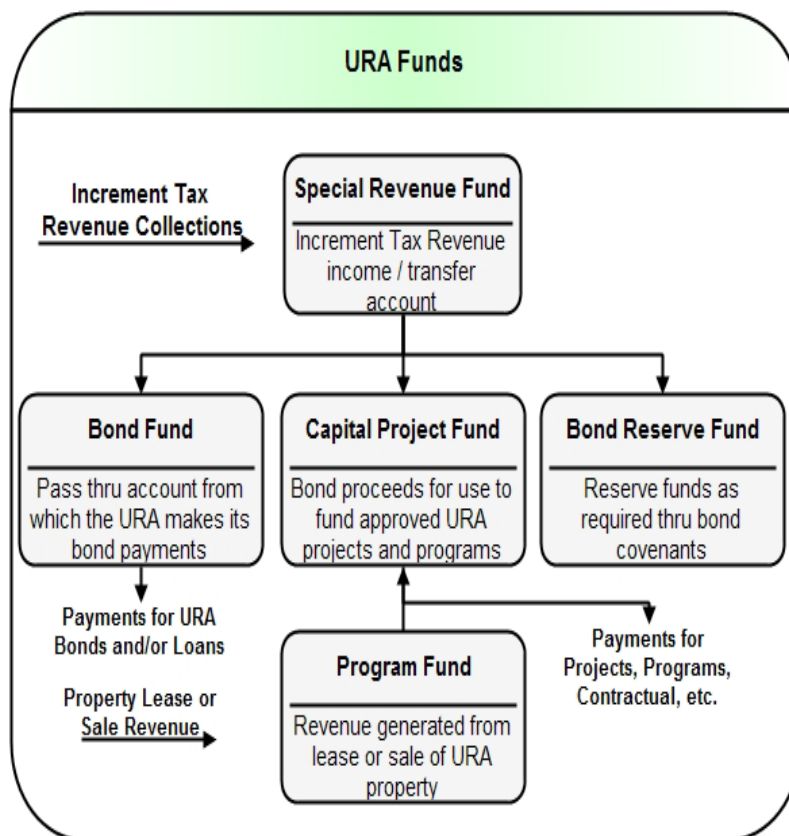 URA Funds
Increment Tax
Revenue Collections
Special Revenue Fund
Increment Tax Revenue
income / transfer
account
Bond Fund
Pass thru account from
which the URA makes its
bond payments
Capital Project Fund
Bond proceeds for use to
fund approved URA
projects and programs
Bond Reserve Fund
Reserve funds as
required thru bond
covenants
Payments for URA
Bonds and/or Loans
Payments for
Projects, Programs,
Contractual, etc.
Property Lease or
Sale Revenue
Program Fund
Revenue generated from
lease or sale of URA
property